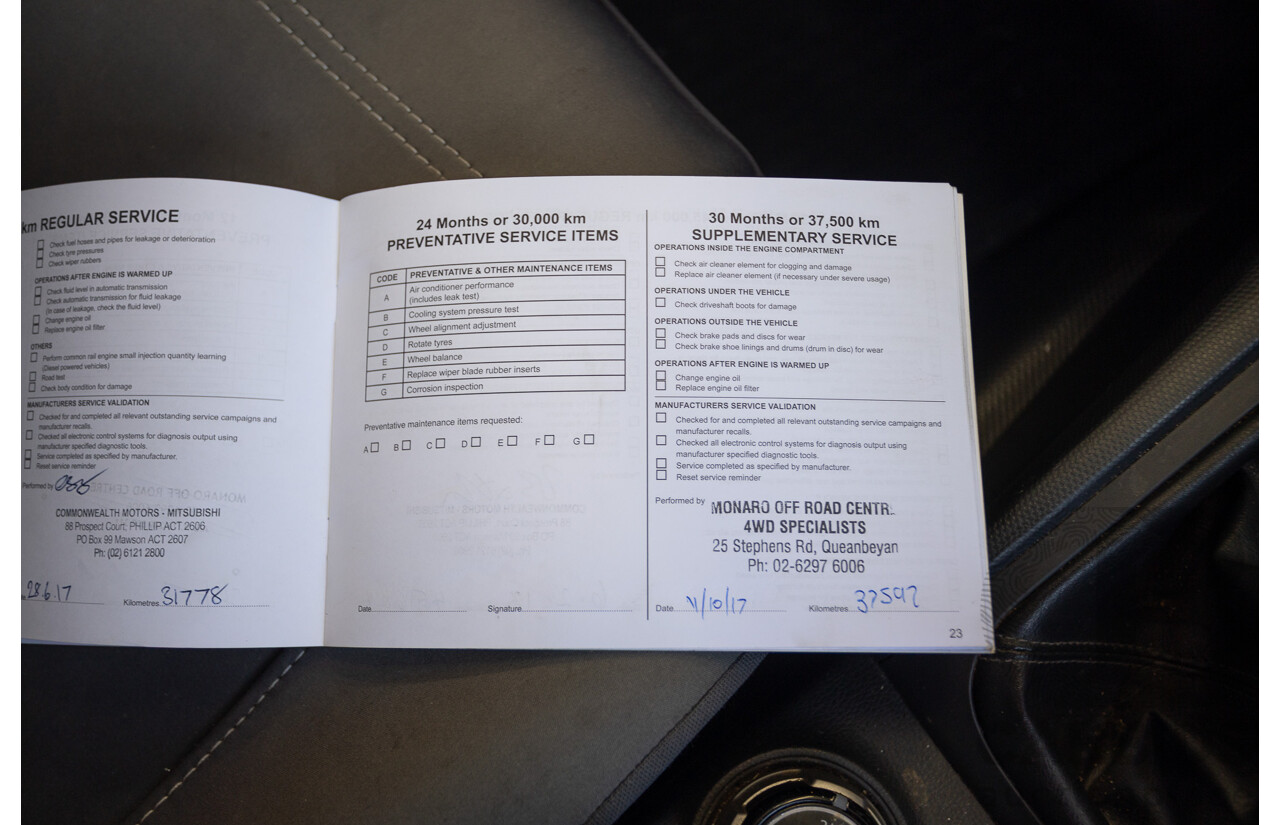 km REGULAR SERVICE
Check fuel hoses and pipes for leakage or deterioration
Check tyre pressures
Check wiper rubbers
OPERATIONS AFTER ENGINE IS WARMED UP
Check fluid level in automatic transmission
Check automatic transmission for fluid leakage
(In case of leakage, check the fluid level)
Change engine oil
Replace engine oil filter
OTHERS
Perform common rail engine small injection quantity learning
(Diesel powered vehicles)
Road test
Check body condition for damage
MANUFACTURERS SERVICE VALIDATION
Checked for and completed all relevant outstanding service campaigns and
manufacturer recalls.
Checked all electronic control systems for diagnosis output using
manufacturer specified diagnostic tools.
Service completed as specified by manufacturer.
Reset service reminder
Performed by
COMMONWEALTH MOTORS - MITSUBISHI
88 Prospect Court, PHILLIP ACT 2606
PO Box 99 Mawson ACT 2607
Ph: (02) 6121 2800
28.6.17 Kilometres 31778
24 Months or 30,000 km
PREVENTATIVE SERVICE ITEMS
CODE PREVENTATIVE & OTHER MAINTENANCE ITEMS
A Air conditioner performance
(includes leak test)
B Cooling system pressure test
C Wheel alignment adjustment
D Rotate tyres
E Wheel balance
F Replace wiper blade rubber inserts
G Corrosion inspection
Preventative maintenance items requested:
A B C D E F G
Date Signature
30 Months or 37,500 km
SUPPLEMENTARY SERVICE
OPERATIONS INSIDE THE ENGINE COMPARTMENT
Check air cleaner element for clogging and damage
Replace air cleaner element (if necessary under severe usage)
OPERATIONS UNDER THE VEHICLE
Check driveshaft boots for damage
OPERATIONS OUTSIDE THE VEHICLE
Check brake pads and discs for wear
Check brake shoe linings and drums (drum in disc) for wear
OPERATIONS AFTER ENGINE IS WARMED UP
Change engine oil
Replace engine oil filter
MANUFACTURERS SERVICE VALIDATION
Checked for and completed all relevant outstanding service campaigns and
manufacturer recalls.
Checked all electronic control systems for diagnosis output using
manufacturer specified diagnostic tools.
Service completed as specified by manufacturer.
Reset service reminder
Performed by MONARO OFF ROAD CENTR
4WD SPECIALISTS
25 Stephens Rd, Queanbeyan
Ph: 02-6297 6006
Date 11/10/17 Kilometres 37597
23